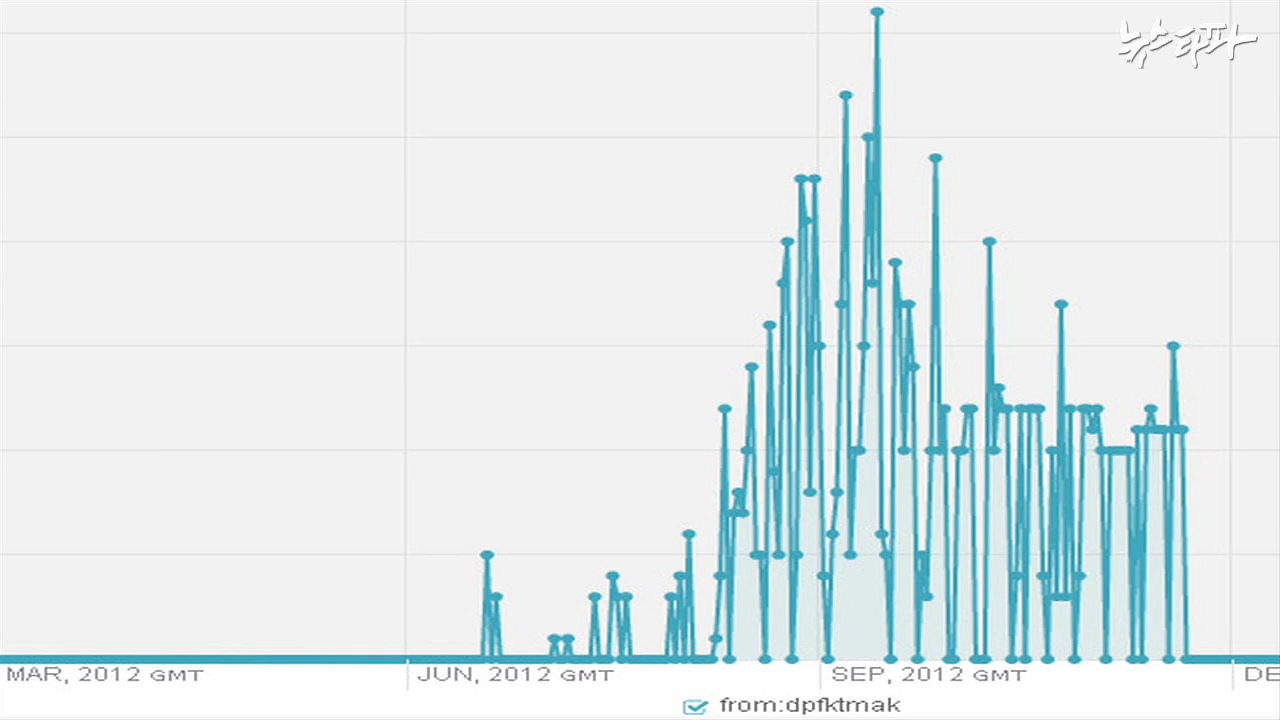 뉴스타파
MAR, 2012 GMT
JUN, 2012 GMT
SEP, 2012 GMT
DE
from:dpfktmak